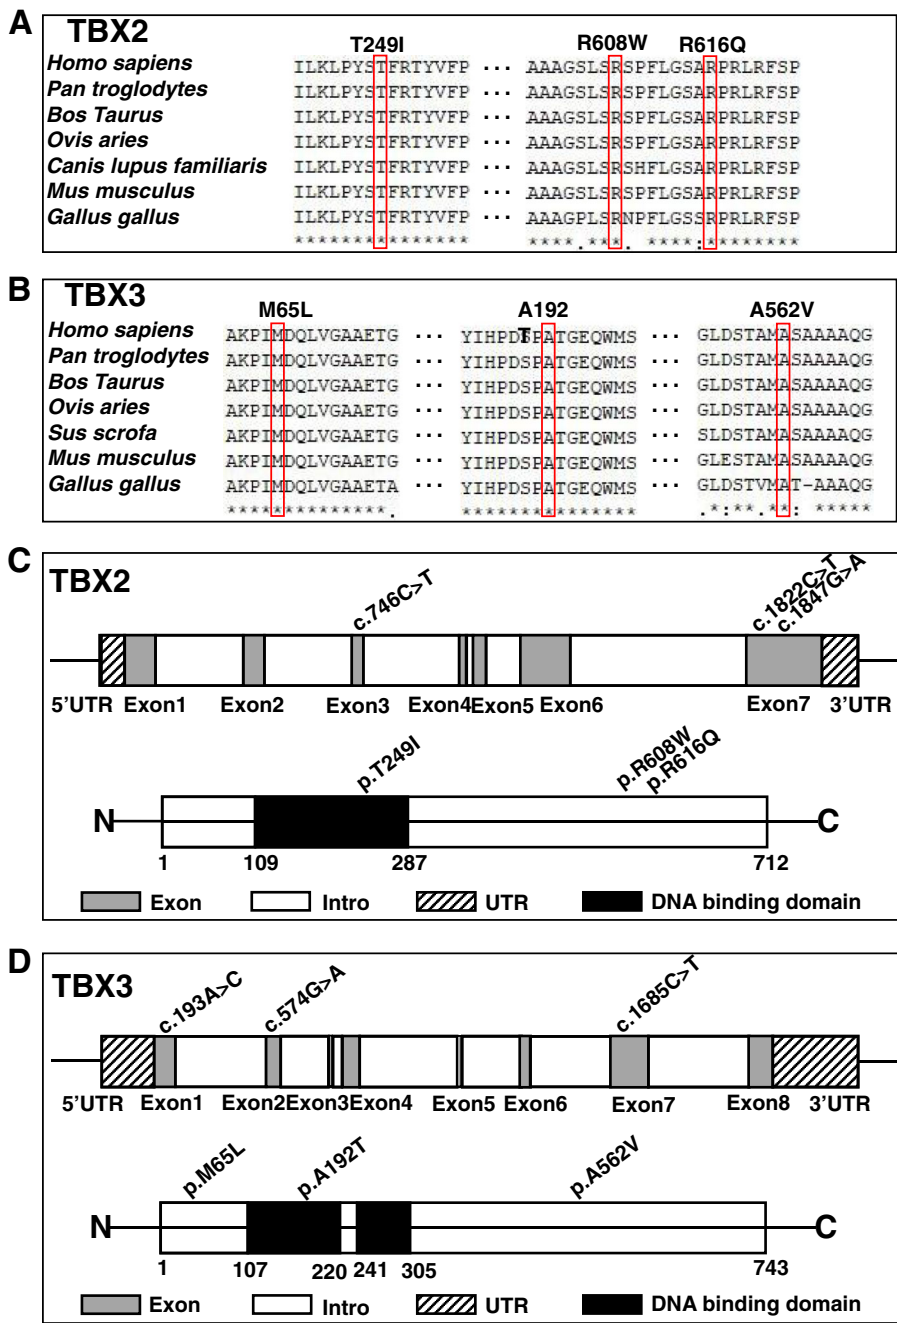 A
TBX2
T249I R608W R616Q
Homo sapiens ILKLPYSTFRTYVFP ... AAAGSLSRSPFLGSARPRLRFSP
Pan troglodytes ILKLPYSTFRTYVFP ... AAAGSLSRSPFLGSARPRLRFSP
Bos Taurus ILKLPYSTFRTYVFP ... AAAGSLSRSPFLGSARPRLRFSP
Ovis aries ILKLPYSTFRTYVFP ... AAAGSLSRSPFLGSARPRLRFSP
Canis lupus familiaris ILKLPYSTFRTYVFP ... AAAGSLSRSHFLGSARPRLRFSP
Mus musculus ILKLPYSTFRTYVFP ... AAAGSLSRSPFLGSARPRLRFSP
Gallus gallus ILKLPYSTFRTYVFP ... AAAGPLSRNPFLGSSRPRLRFSP
*************** ****.***. *****:********
B
TBX3
M65L A192 A562V
Homo sapiens AKPIMDQLVGAAETG ... YIHPDSPATGEQWMS ... GLDSTAMASAAAAQG
T
Pan troglodytes AKPIMDQLVGAAETG ... YIHPDSPATGEQWMS ... GLDSTAMASAAAAQG
Bos Taurus AKPIMDQLVGAAETG ... YIHPDSPATGEQWMS ... GLDSTAMASAAAAQG
Ovis aries AKPIMDQLVGAAETG ... YIHPDSPATGEQWMS ... GLDSTAMASAAAAQG
Sus scrofa AKPIMDQLVGAAETG ... YIHPDSPATGEQWMS ... SLDSTAMASAAAAQG
Mus musculus AKPIMDQLVGAAETG ... YIHPDSPATGEQWMS ... GLESTAMASAAAAQG
Gallus gallus AKPIMDQLVGAAETA ... YIHPDSPATGEQWMS ... GLDSTVMAT-AAAQG
**************. *************** .*:**.**: *****
C
TBX2
c.746C>T c.1822C>T c.1847G>A
5'UTR Exon1 Exon2 Exon3 Exon4 Exon5 Exon6 Exon7 3'UTR
p.T249I p.R608W p.R616Q
N C
1 109 287 712
Exon Intro UTR DNA binding domain
D
TBX3
c.193A>C c.574G>A c.1685C>T
5'UTR Exon1 Exon2 Exon3 Exon4 Exon5 Exon6 Exon7 Exon8 3'UTR
p.M65L p.A192T p.A562V
N C
1 107 220 241 305 743
Exon Intro UTR DNA binding domain